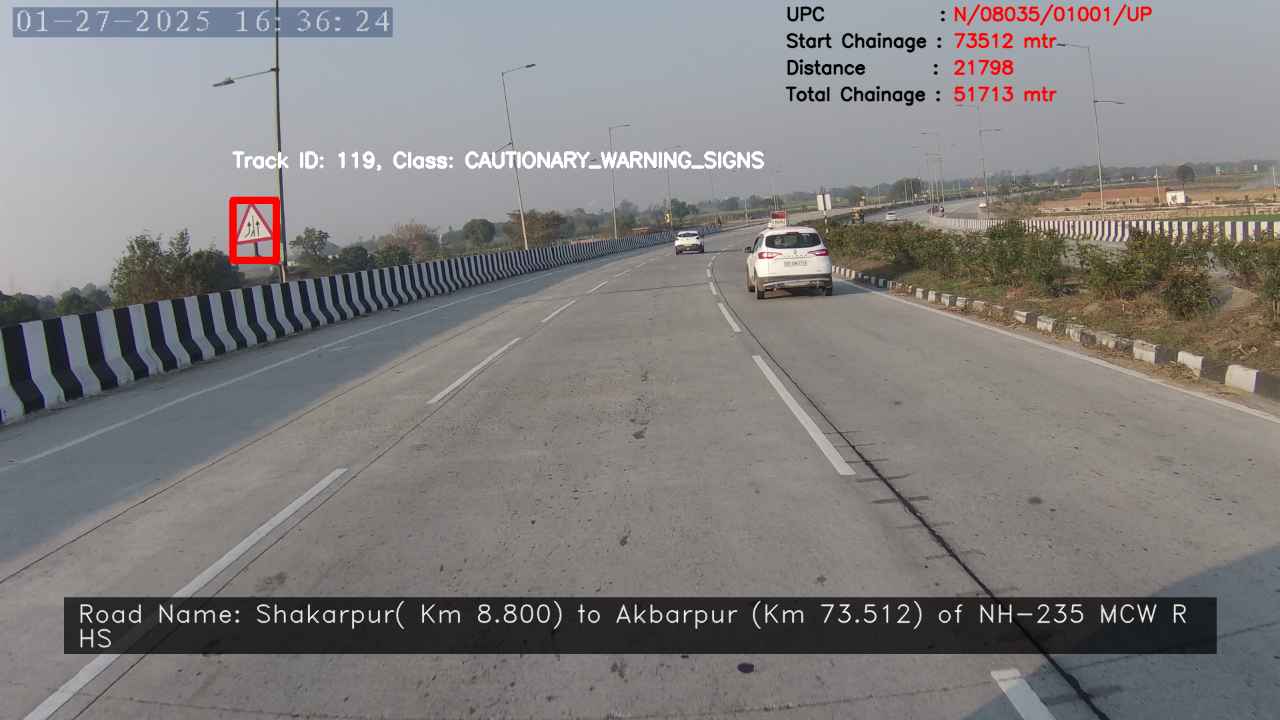 01-27-2025 16:36:24
UPC : N/08035/01001/UP
Start Chainage : 73512 mtr
Distance : 21798
Total Chainage : 51713 mtr
Track ID: 119, Class: CAUTIONARY_WARNING_SIGNS
Road Name: Shakarpur( Km 8.800) to Akbarpur (Km 73.512) of NH-235 MCW R
HS